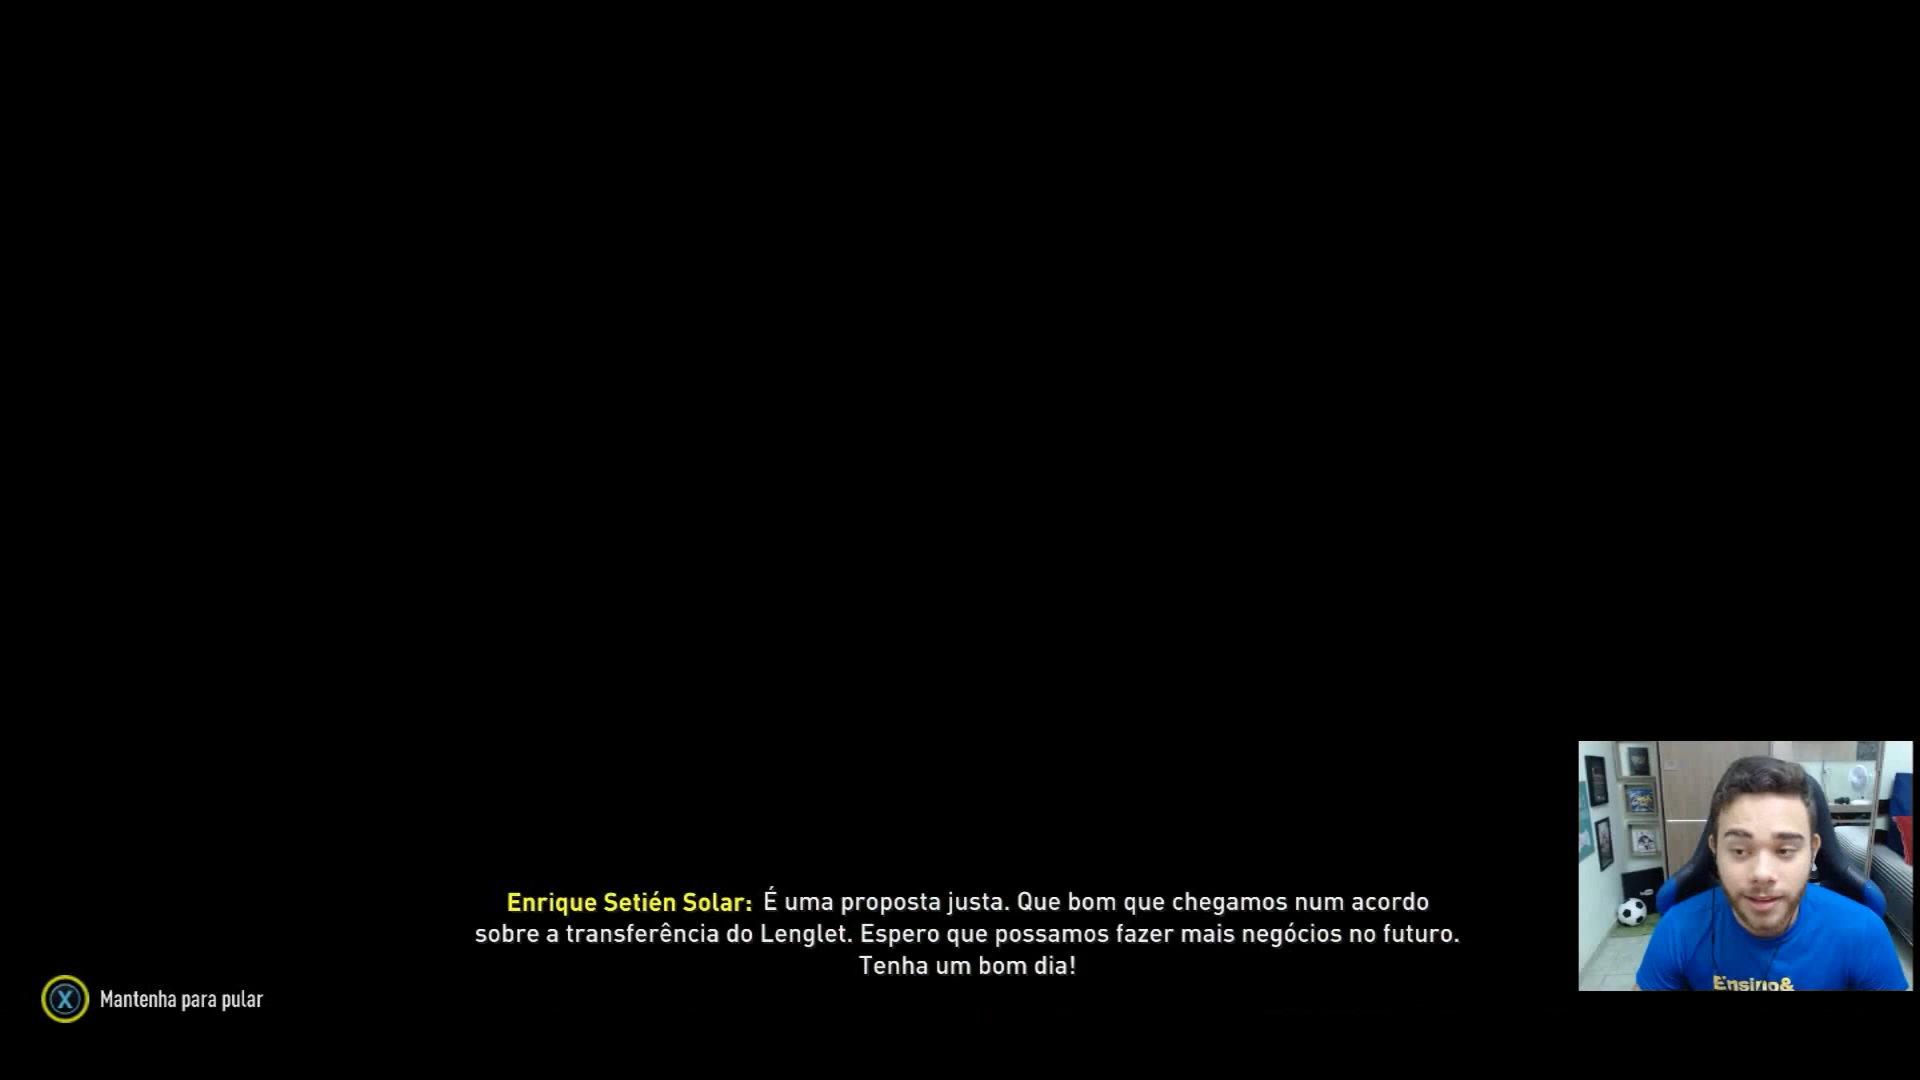 Enrique Setién Solar: É uma proposta justa. Que bom que chegamos num acordo
sobre a transferência do Lenglet. Espero que possamos fazer mais negócios no futuro.
Tenha um bom dia!
X Mantenha para pular
Ensino&